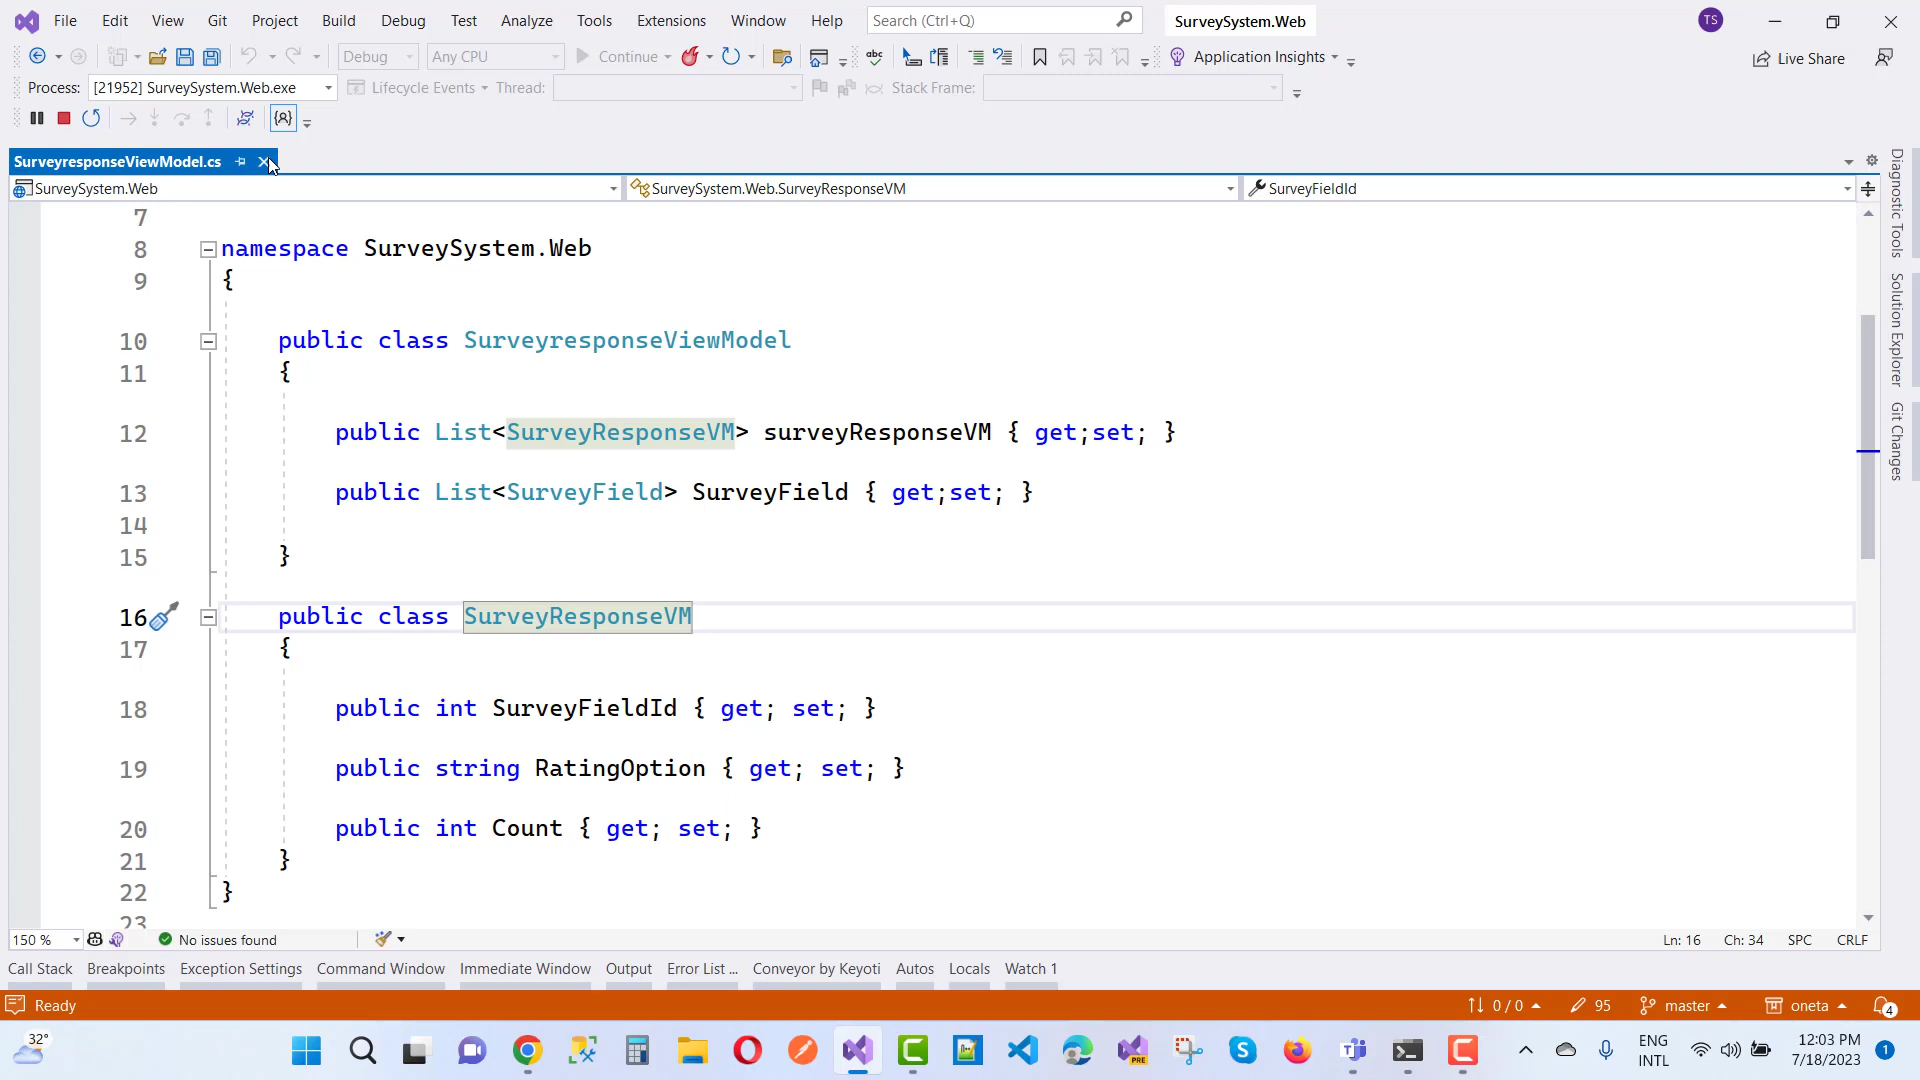 File Edit View Git Project Build Debug Test Analyze Tools Extensions Window Help Search (Ctrl+Q) SurveySystem.Web TS
Debug Any CPU Continue Application Insights Live Share
Process: [21952] SurveySystem.Web.exe Lifecycle Events Thread: Stack Frame:
SurveyresponseViewModel.cs
SurveySystem.Web SurveySystem.Web.SurveyResponseVM SurveyFieldId
7
8 namespace SurveySystem.Web
9 {
10 public class SurveyresponseViewModel
11 {
12 public List<SurveyResponseVM> surveyResponseVM { get;set; }
13 public List<SurveyField> SurveyField { get;set; }
14
15 }
16 public class SurveyResponseVM
17 {
18 public int SurveyFieldId { get; set; }
19 public string RatingOption { get; set; }
20 public int Count { get; set; }
21 }
22 }
23
Diagnostic Tools
Solution Explorer
Git Changes
150 % No issues found Ln: 16 Ch: 34 SPC CRLF
Call Stack Breakpoints Exception Settings Command Window Immediate Window Output Error List ... Conveyor by Keyoti Autos Locals Watch 1
Ready 0 / 0 95 master oneta 4
32° PRE ENG 12:03 PM
INTL 7/18/2023 1